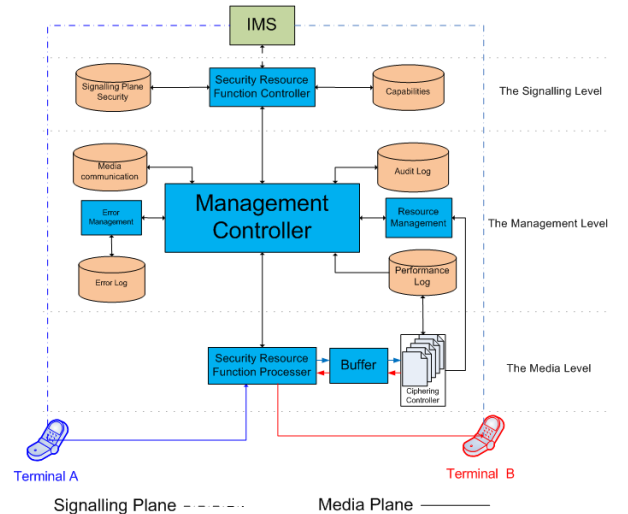 IMS
Signalling Plane
Security
Security Resource
Function Controller
Capabilities
The Signalling Level
Media
communication
Audit Log
Management
Controller
Error
Management
Resource
Management
The Management Level
Error Log
Performance
Log
Security Resource
Function Processer
Buffer
Ciphering
Controller
The Media Level
Terminal A
Terminal B
Signalling Plane
Media Plane